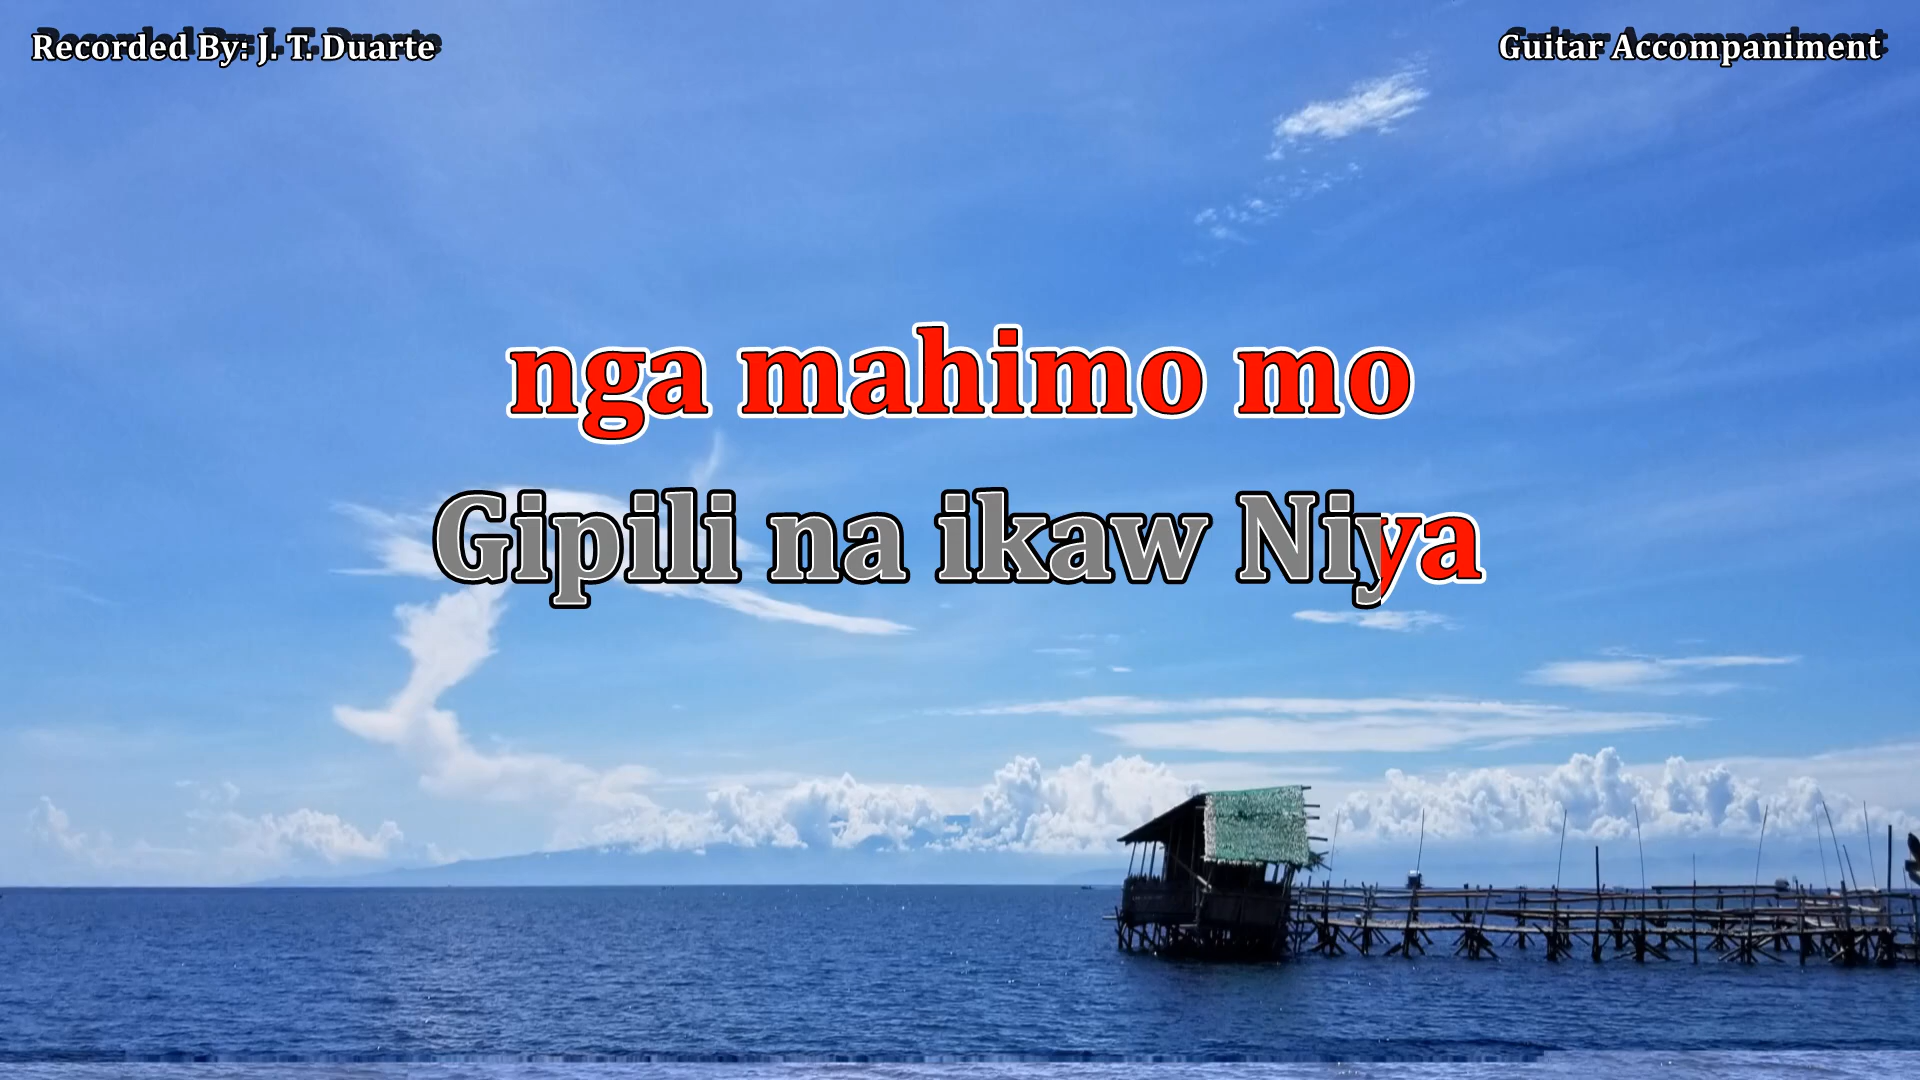 Recorded By: J. T. Duarte
Guitar Accompaniment
nga mahimo mo
Gipili na ikaw Niya